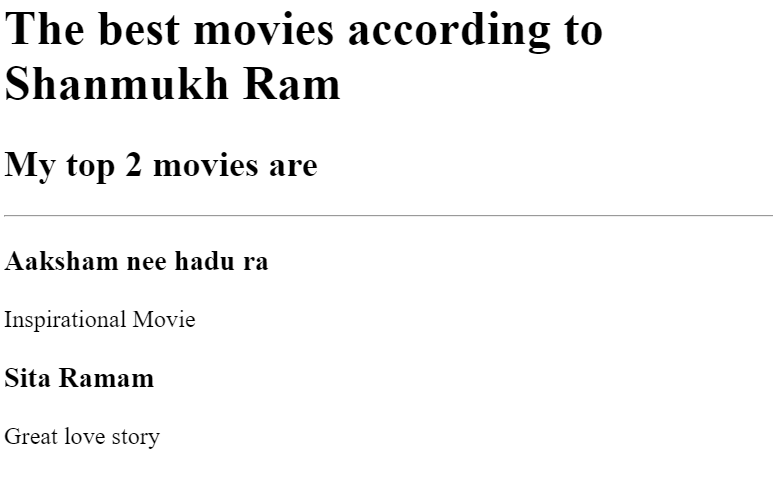 The best movies according to
Shanmukh Ram
My top 2 movies are
Aaksham nee hadu ra
Inspirational Movie
Sita Ramam
Great love story